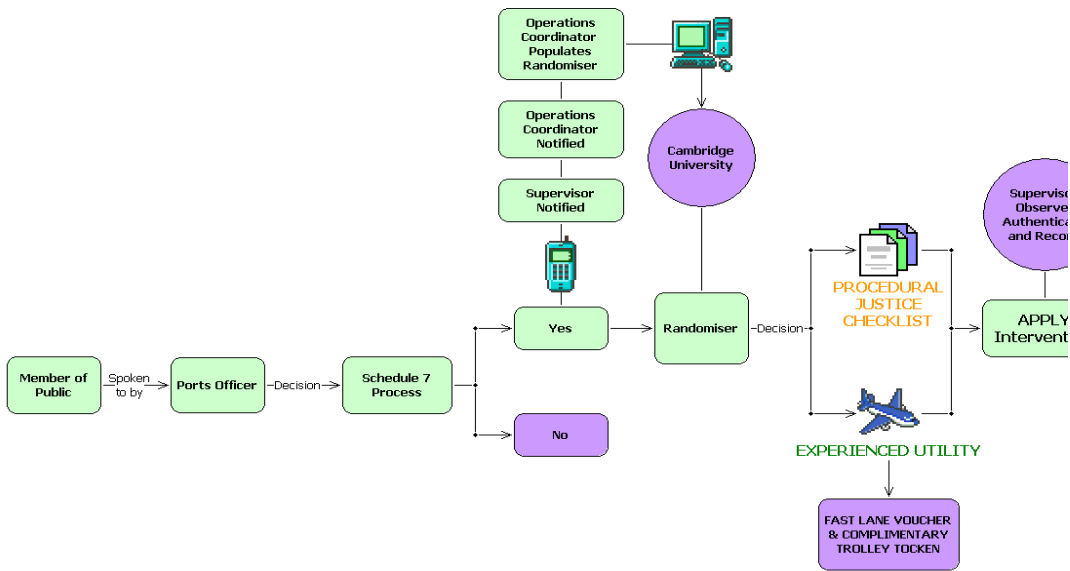 Operations
Coordinator
Populates
Randomiser
Operations
Coordinator
Notified
Supervisor
Notified
Cambridge
University
Member of
Public
Spoken
to by
Ports Officer
Decision
Schedule 7
Process
Yes
No
Randomiser
Decision
PROCEDURAL
JUSTICE
CHECKLIST
EXPERIENCED UTILITY
FAST LANE VOUCHER
& COMPLIMENTARY
TROLLEY TOCKEN
and
APPLY